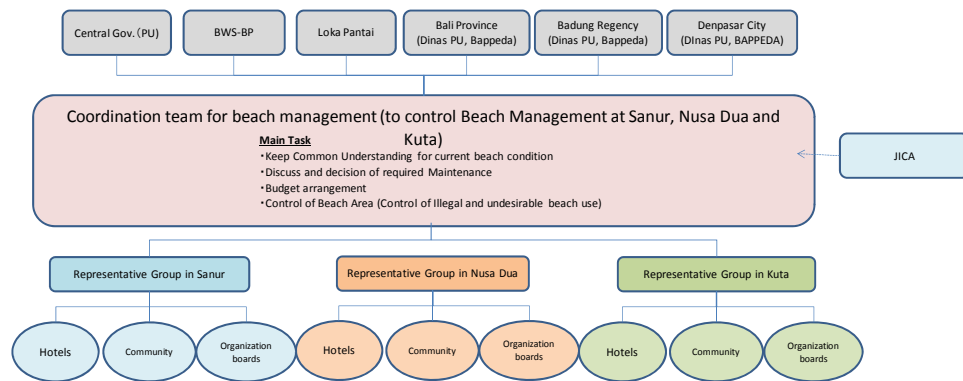 Central Gov. (PU)
BWS-BP
Loka Pantai
Bali Province
(Dinas PU, Bappeda)
Badung Regency
(Dinas PU, Bappeda)
Denpasar City
(DInas PU, BAPPEDA)
Coordination team for beach management (to control Beach Management at Sanur, Nusa Dua and
Kuta)
Main Task
・Keep Common Understanding for current beach condition
・Discuss and decision of required Maintenance
・Budget arrangement
・Control of Beach Area (Control of Illegal and undesirable beach use)
JICA
Representative Group in Sanur
Representative Group in Nusa Dua
Representative Group in Kuta
Hotels
Community
Organization
boards
Hotels
Community
Organization
boards
Hotels
Community
Organization
boards